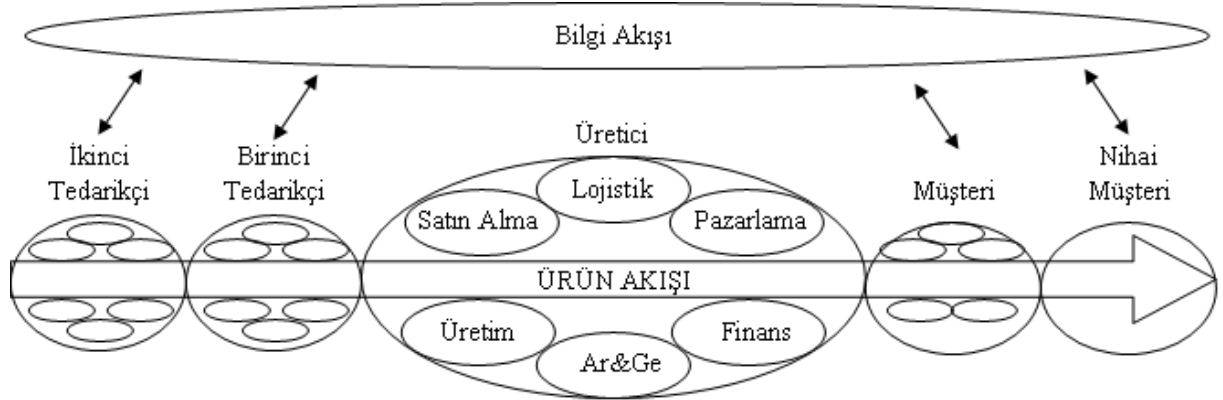 Bilgi Akışı
İkinci
Tedarikçi
Birinci
Tedarikçi
Üretici
Müşteri
Nihai
Müşteri
Lojistik
Satın Alma
Pazarlama
ÜRÜN AKIŞI
Üretim
Ar&Ge
Finans